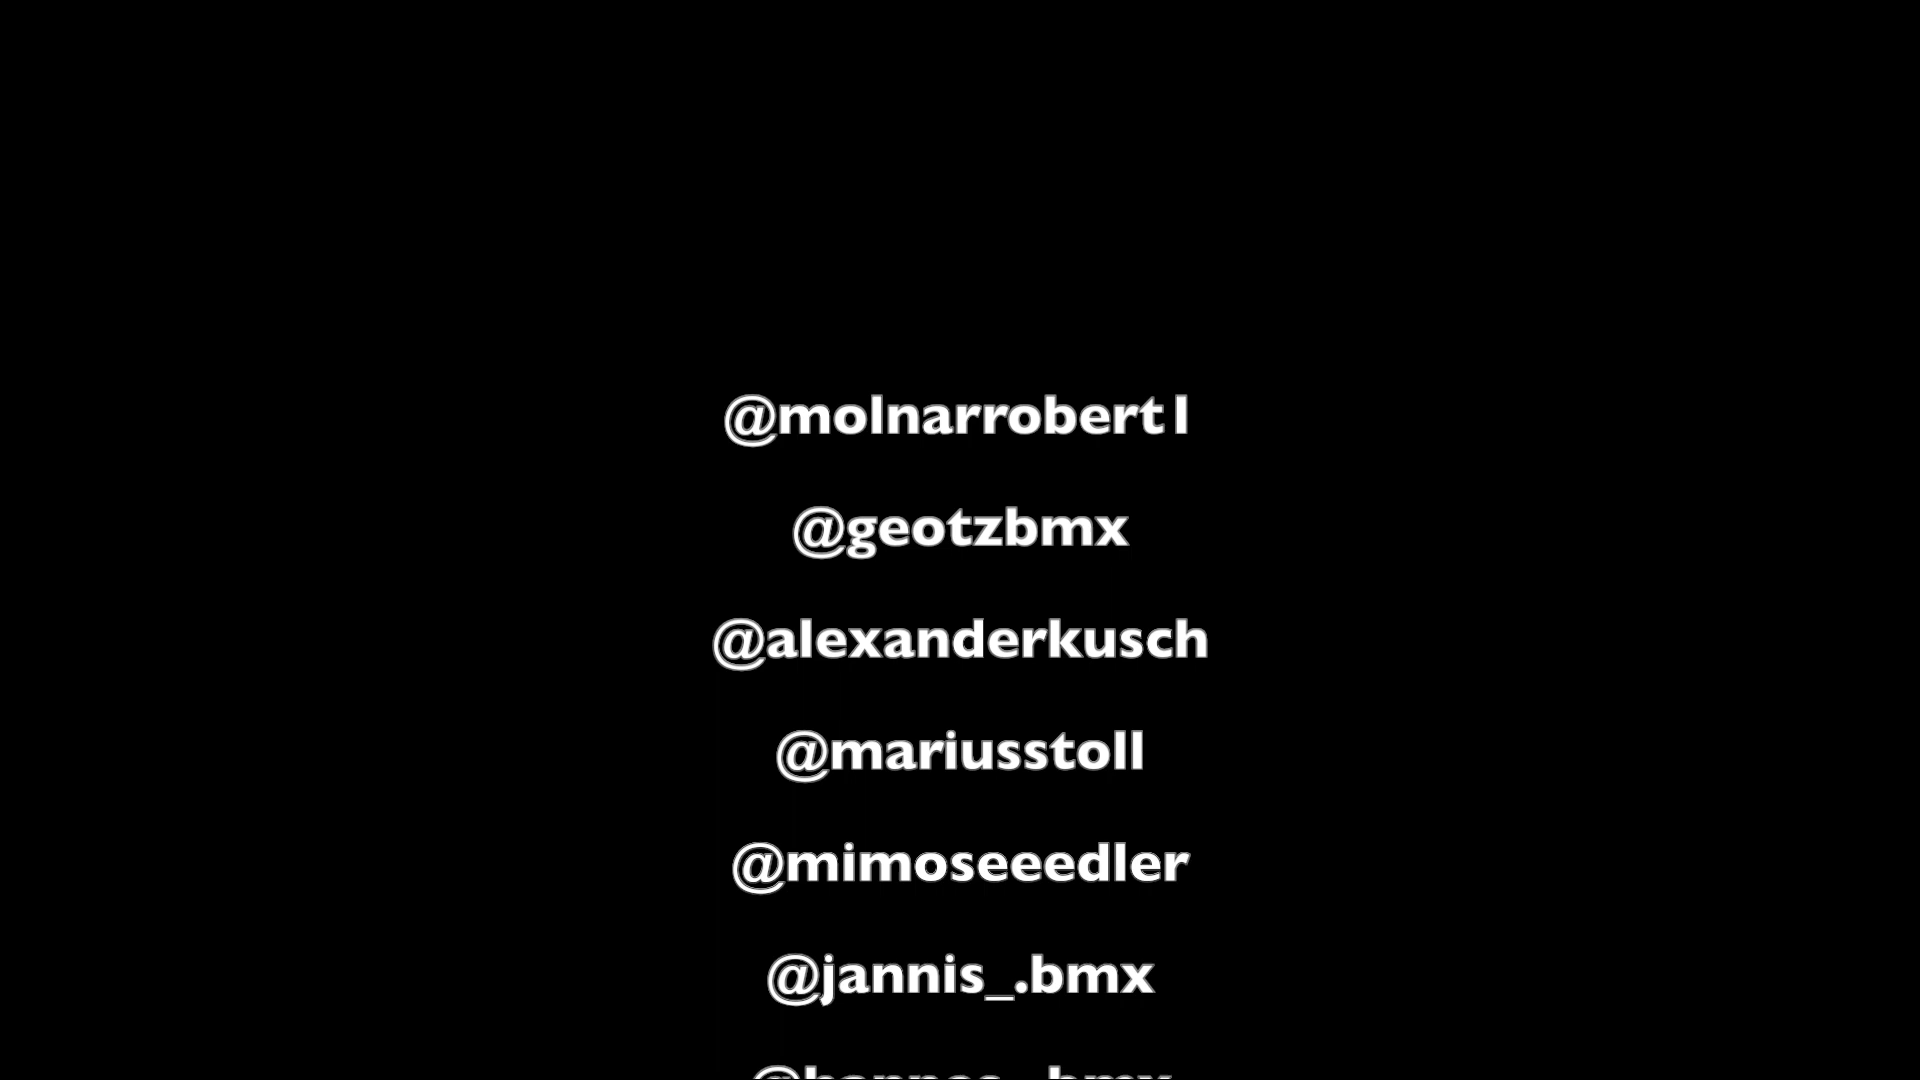 @molnarrobert1
@geotzbmx
@alexanderkusch
@mariusstoll
@mimoseeedler
@jannis_.bmx